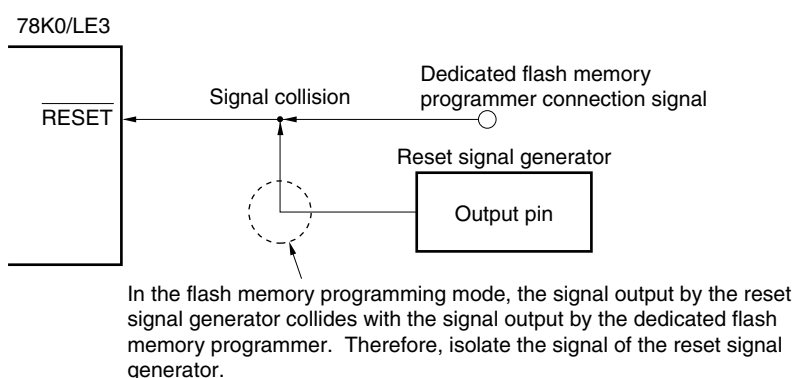 78K0/LE3
Dedicated flash memory
programmer connection signal
Signal collision
RESET
Reset signal generator
Output pin
In the flash memory programming mode, the signal output by the reset
signal generator collides with the signal output by the dedicated flash
memory programmer.  Therefore, isolate the signal of the reset signal
generator.